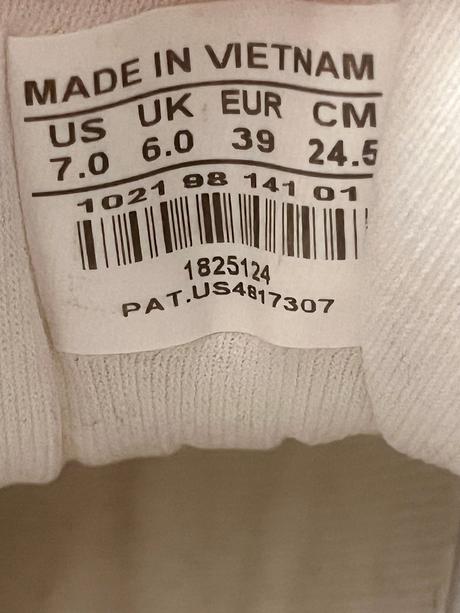 MADE IN VIETNAM
US UK EUR CM
7.0 6.0 39 24.5
1021 98 141 01
1825124
PAT.US4817307